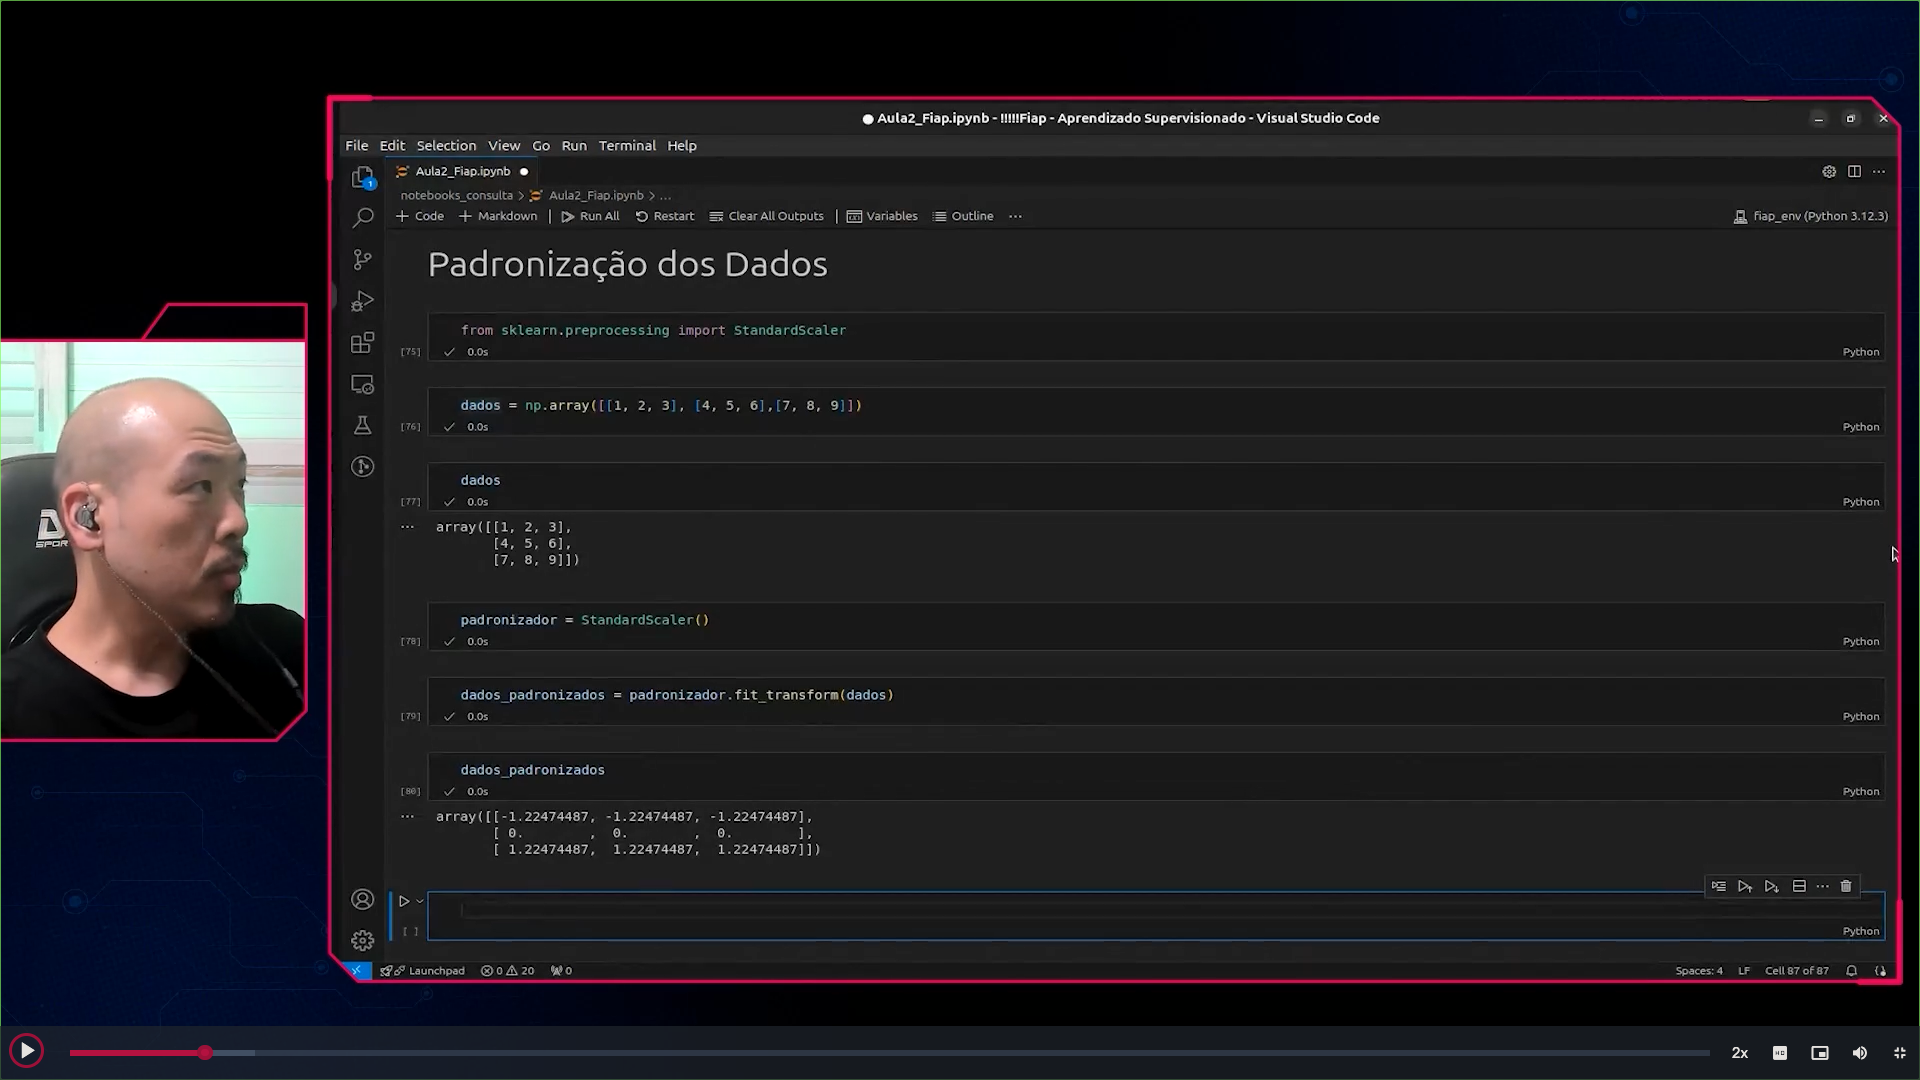 Aula2_Fiap.ipynb - !!!!!Fiap - Aprendizado Supervisionado - Visual Studio Code
File Edit Selection View Go Run Terminal Help
1
Aula2_Fiap.ipynb
notebooks_consulta > Aula2_Fiap.ipynb > ...
+ Code + Markdown | Run All Restart Clear All Outputs | Variables Outline ...
fiap_env (Python 3.12.3)
Padronização dos Dados
from sklearn.preprocessing import StandardScaler
[75] ✓ 0.0s Python
dados = np.array([[1, 2, 3], [4, 5, 6],[7, 8, 9]])
[76] ✓ 0.0s Python
dados
[77] ✓ 0.0s Python
... array([[1, 2, 3],
[4, 5, 6],
[7, 8, 9]])
padronizador = StandardScaler()
[78] ✓ 0.0s Python
dados_padronizados = padronizador.fit_transform(dados)
[79] ✓ 0.0s Python
dados_padronizados
[80] ✓ 0.0s Python
... array([[-1.22474487, -1.22474487, -1.22474487],
[ 0.        ,  0.        ,  0.        ],
[ 1.22474487,  1.22474487,  1.22474487]])
[ ] Python
Launchpad 0 20 0
Spaces: 4 LF Cell 87 of 87
SPOR
2x HD